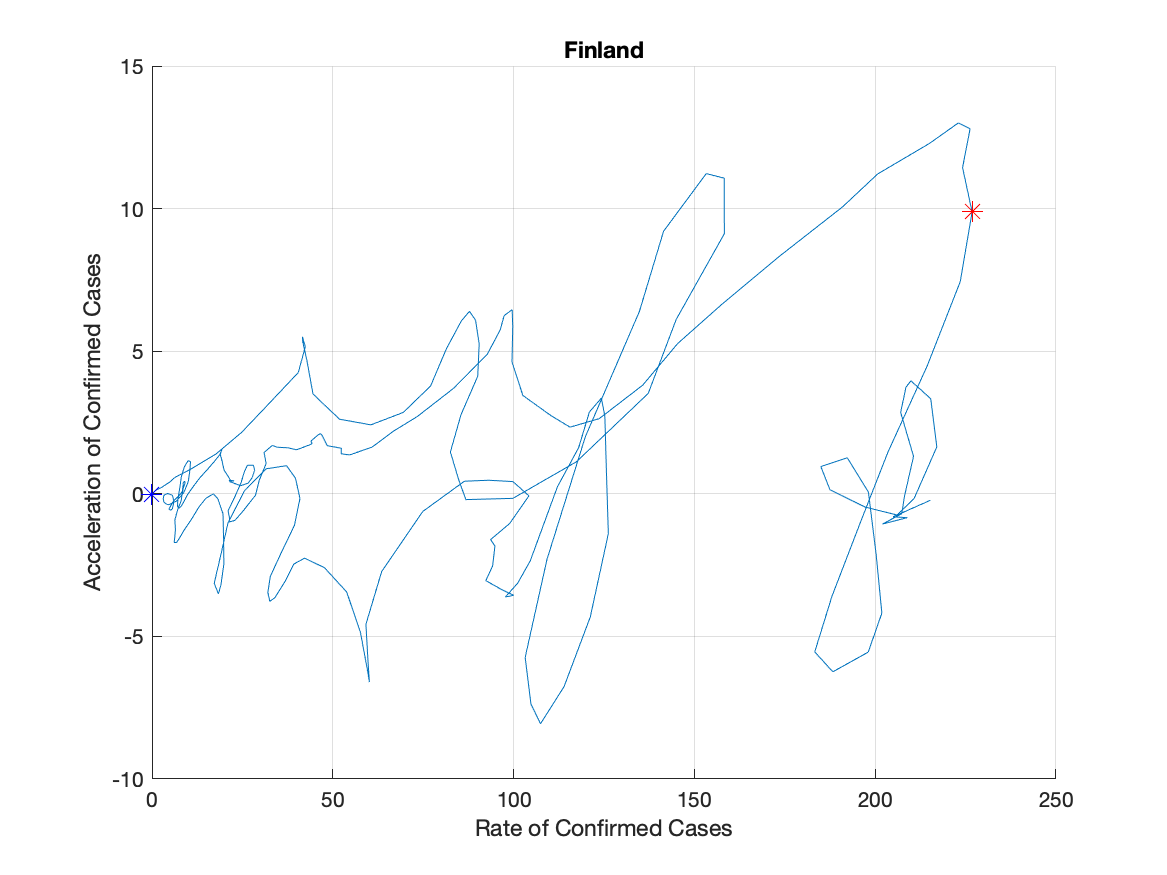 Finland
15
10
5
0
-5
-10
Acceleration of Confirmed Cases
0 50 100 150 200 250
Rate of Confirmed Cases